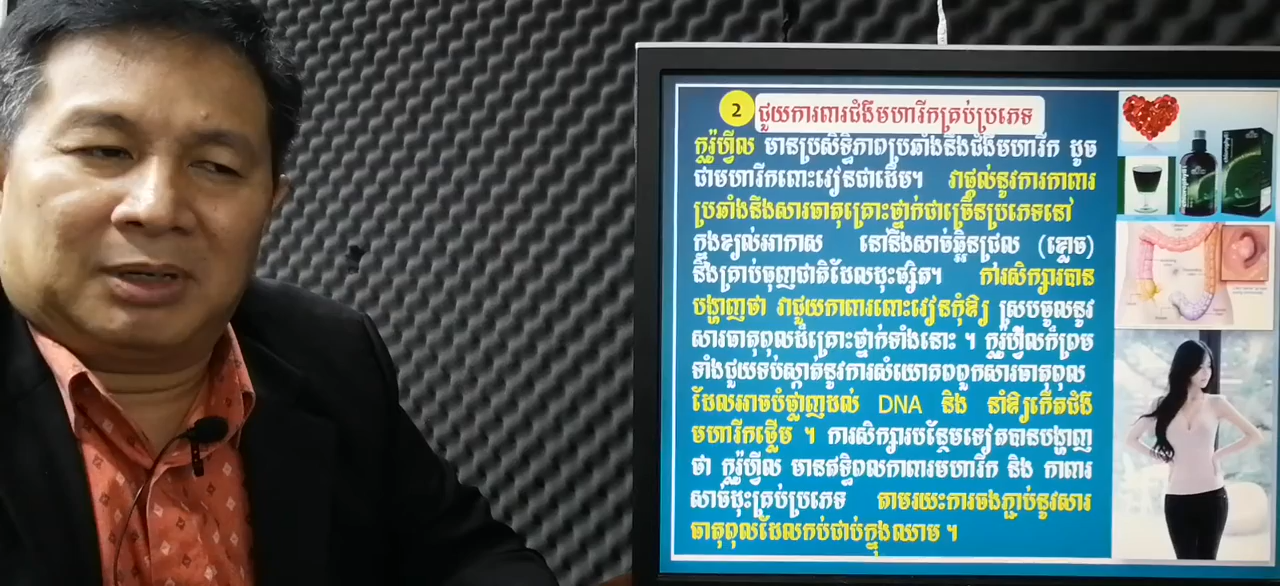 2 ជួយការពារជំងឺមហារីកគ្រប់ប្រភេទ
ក្លរ៉ូហ្វីល មានប្រសិទ្ធិភាពប្រឆាំងនឹងជំងឺមហារីក ដូច
ជាមហារីកពោះវៀនជាដើម។ វាផ្តល់នូវការការពារ
ប្រឆាំងនឹងសារធាតុគ្រោះថ្នាក់ជាច្រើនប្រភេទនៅ
ក្នុងខ្យល់អាកាស នៅនឹងសាច់ឆ្អិនជ្រុល (ខ្លោច)
និងគ្រាប់ធុញជាតិដែលដុះផ្សិត។ ការសិក្សារបាន
បង្ហាញថា វាជួយការពារពោះវៀនកុំឱ្យ ស្រូបចូលនូវ
សារធាតុពុលដ៏គ្រោះថ្នាក់ទាំងនោះ ។ ក្លរ៉ូហ្វីលក៏ព្រម
ទាំងជួយទប់ស្កាត់នូវការសំយោគពពួកសារធាតុពុល
ដែលអាចបំផ្លាញដល់ DNA និង នាំឱ្យកើតជំងឺ
មហារីកថ្លើម ។ ការសិក្សារបន្ថែមទៀតបានបង្ហាញ
ថា ក្លរ៉ូហ្វីល មានឥទ្ធិពលការពារមហារីក និង ការពារ
សាច់ដុះគ្រប់ប្រភេទ តាមរយៈការចងភ្ជាប់នូវសារ
ធាតុពុលដែលកប់ជាប់ក្នុងឈាម ។